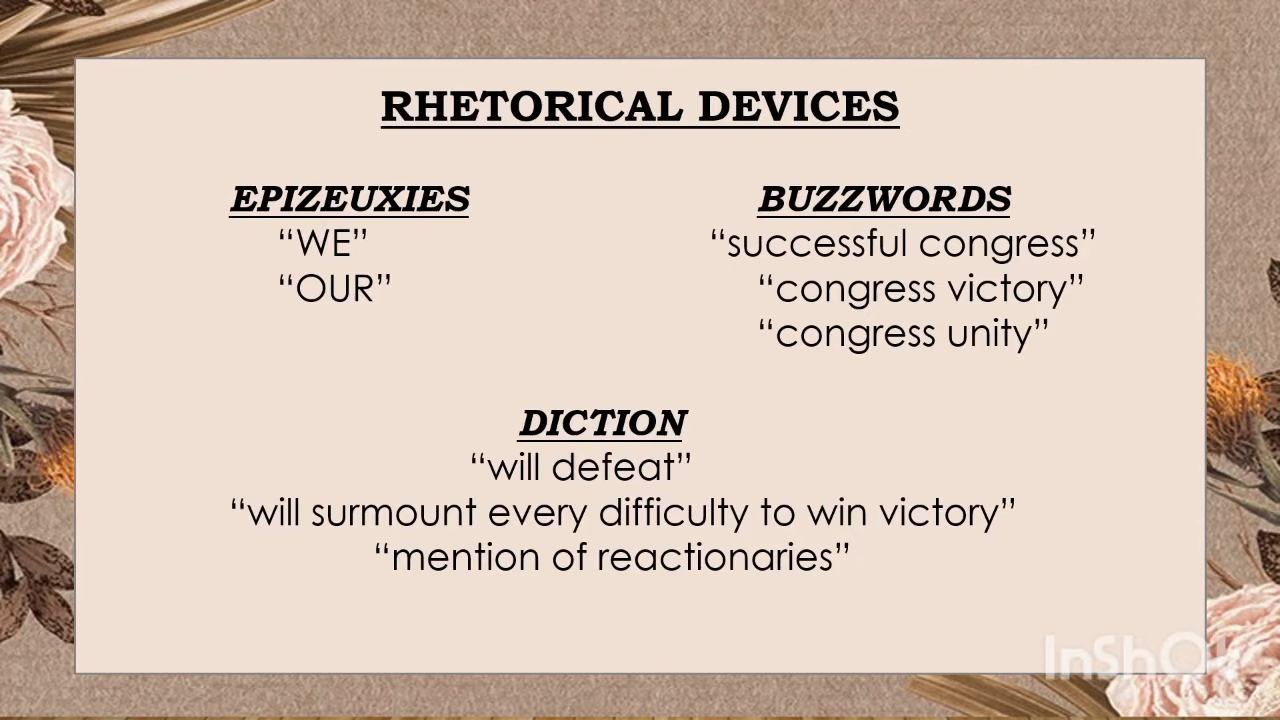 RHETORICAL DEVICES
EPIZEUXIES
“WE”
“OUR”
BUZZWORDS
“successful congress”
“congress victory”
“congress unity”
DICTION
“will defeat”
“will surmount every difficulty to win victory”
“mention of reactionaries”